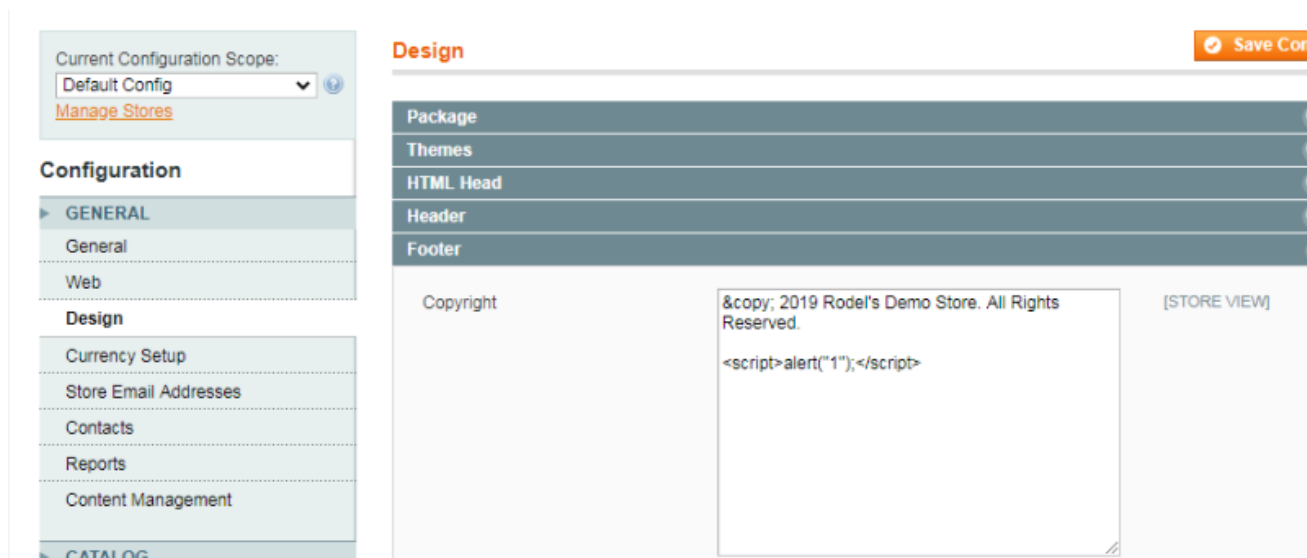 Current Configuration Scope:
Default Config
Manage Stores
Configuration
GENERAL
General
Web
Design
Currency Setup
Store Email Addresses
Contacts
Reports
Content Management
CATALOG
Design
Save Con
Package
Themes
HTML Head
Header
Footer
Copyright
&copy; 2019 Rodel's Demo Store. All Rights
Reserved.
<script>alert("1");</script>
[STORE VIEW]